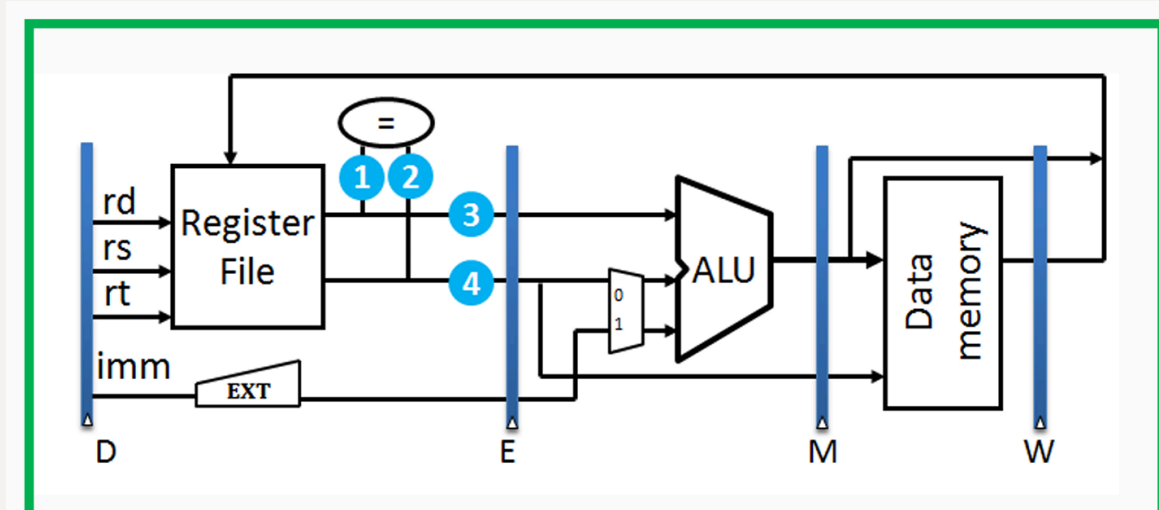 =
1
2
rd
rs
rt
Register
File
3
4
0
1
ALU
Data
memory
imm
EXT
D
E
M
W